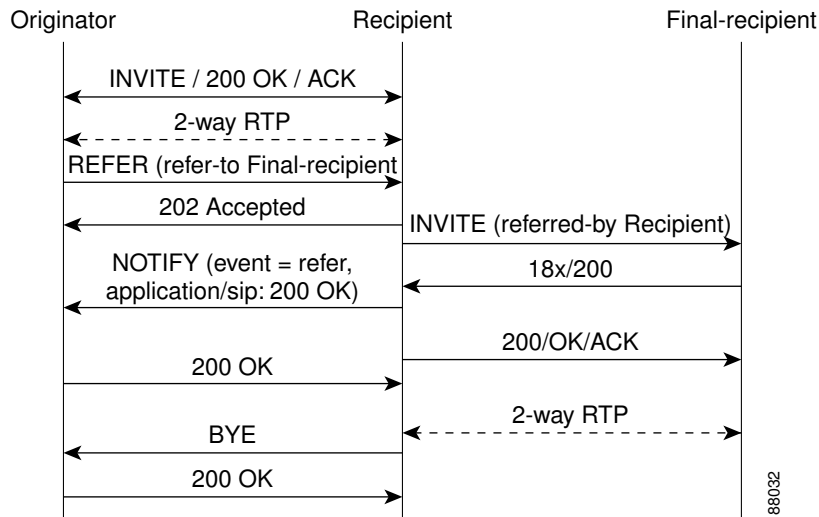 Originator
Recipient
Final-recipient
INVITE / 200 OK / ACK
2-way RTP
REFER (refer-to Final-recipient
202 Accepted
INVITE (referred-by Recipient)
NOTIFY (event = refer,
application/sip: 200 OK)
18x/200
200/OK/ACK
200 OK
2-way RTP
BYE
200 OK
88032